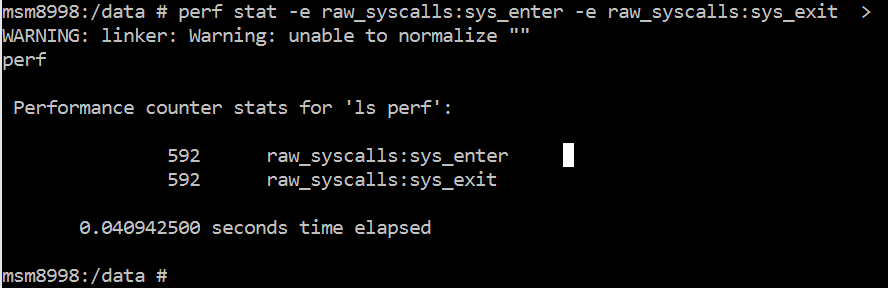 msm8998:/data # perf stat -e raw_syscalls:sys_enter -e raw_syscalls:sys_exit  >
WARNING: linker: Warning: unable to normalize ""
perf
Performance counter stats for 'ls perf':
592      raw_syscalls:sys_enter
592      raw_syscalls:sys_exit
0.040942500 seconds time elapsed
msm8998:/data #